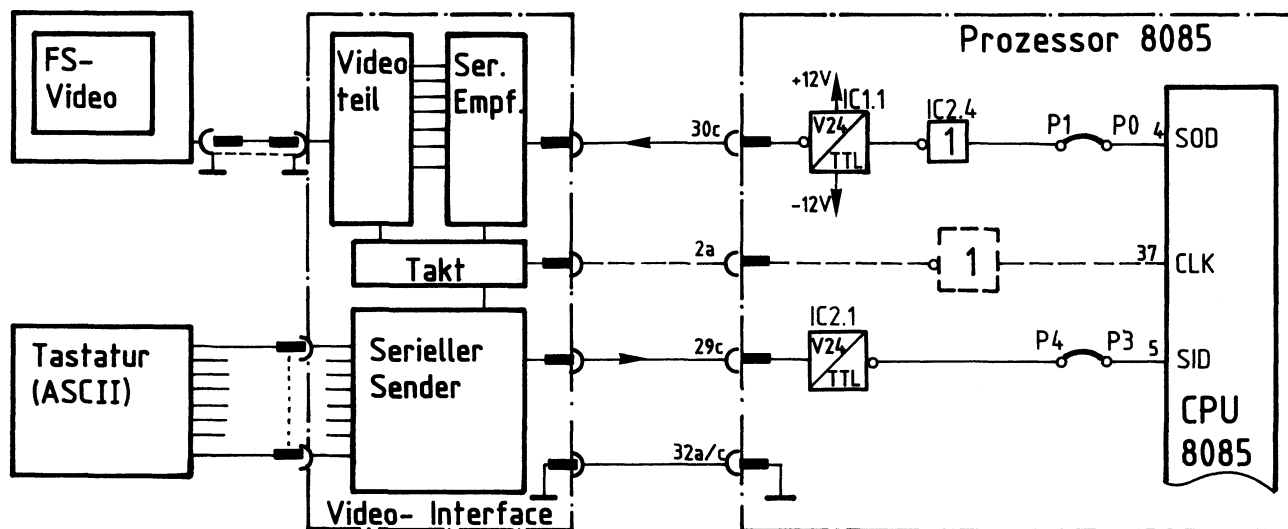 Prozessor 8085
FS-
Video
Video
teil
Ser.
Empf.
+12V
IC1.1
V24
TTL
-12V
IC2.4
1
P1
P0
4
SOD
30c
Takt
2a
1
37
CLK
Tastatur
(ASCII)
Serieller
Sender
29c
IC2.1
V24
TTL
P4
P3
5
SID
CPU
8085
32a/c
Video- Interface